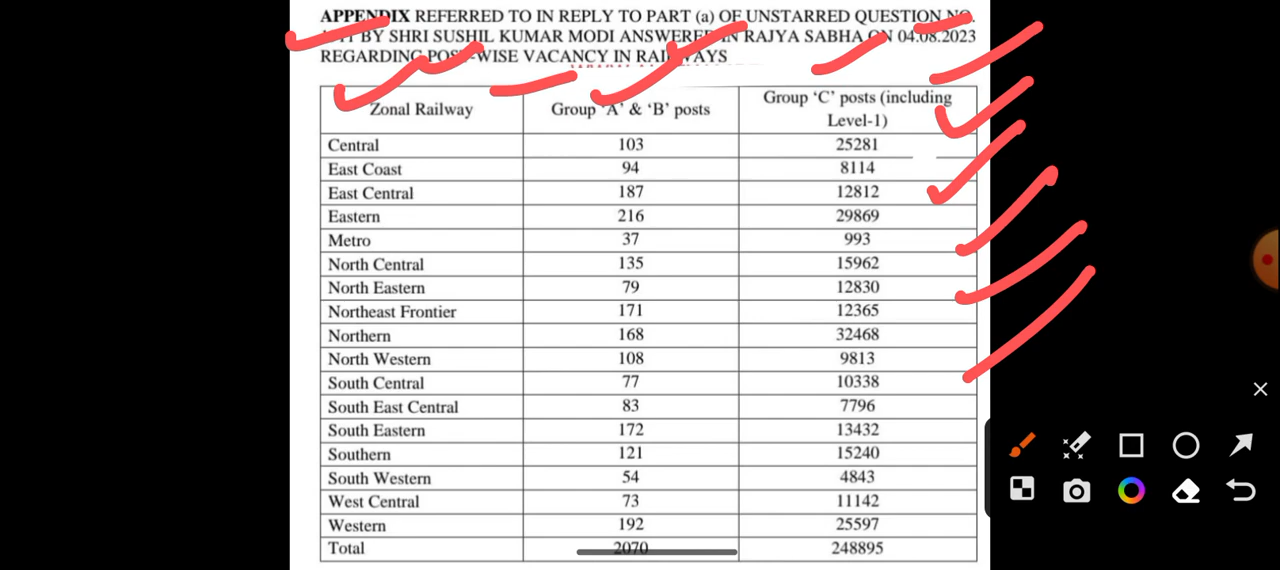 APPENDIX REFERRED TO IN REPLY TO PART (a) OF UNSTARRED QUESTION NO.
BY SHRI SUSHIL KUMAR MODI ANSWERED IN RAJYA SABHA ON 04.08.2023
REGARDING POST-WISE VACANCY IN RAILWAYS
Zonal Railway Group ‘A’ & ‘B’ posts Group ‘C’ posts (including
Level-1)
Central 103 25281
East Coast 94 8114
East Central 187 12812
Eastern 216 29869
Metro 37 993
North Central 135 15962
North Eastern 79 12830
Northeast Frontier 171 12365
Northern 168 32468
North Western 108 9813
South Central 77 10338
South East Central 83 7796
South Eastern 172 13432
Southern 121 15240
South Western 54 4843
West Central 73 11142
Western 192 25597
Total 2070 248895